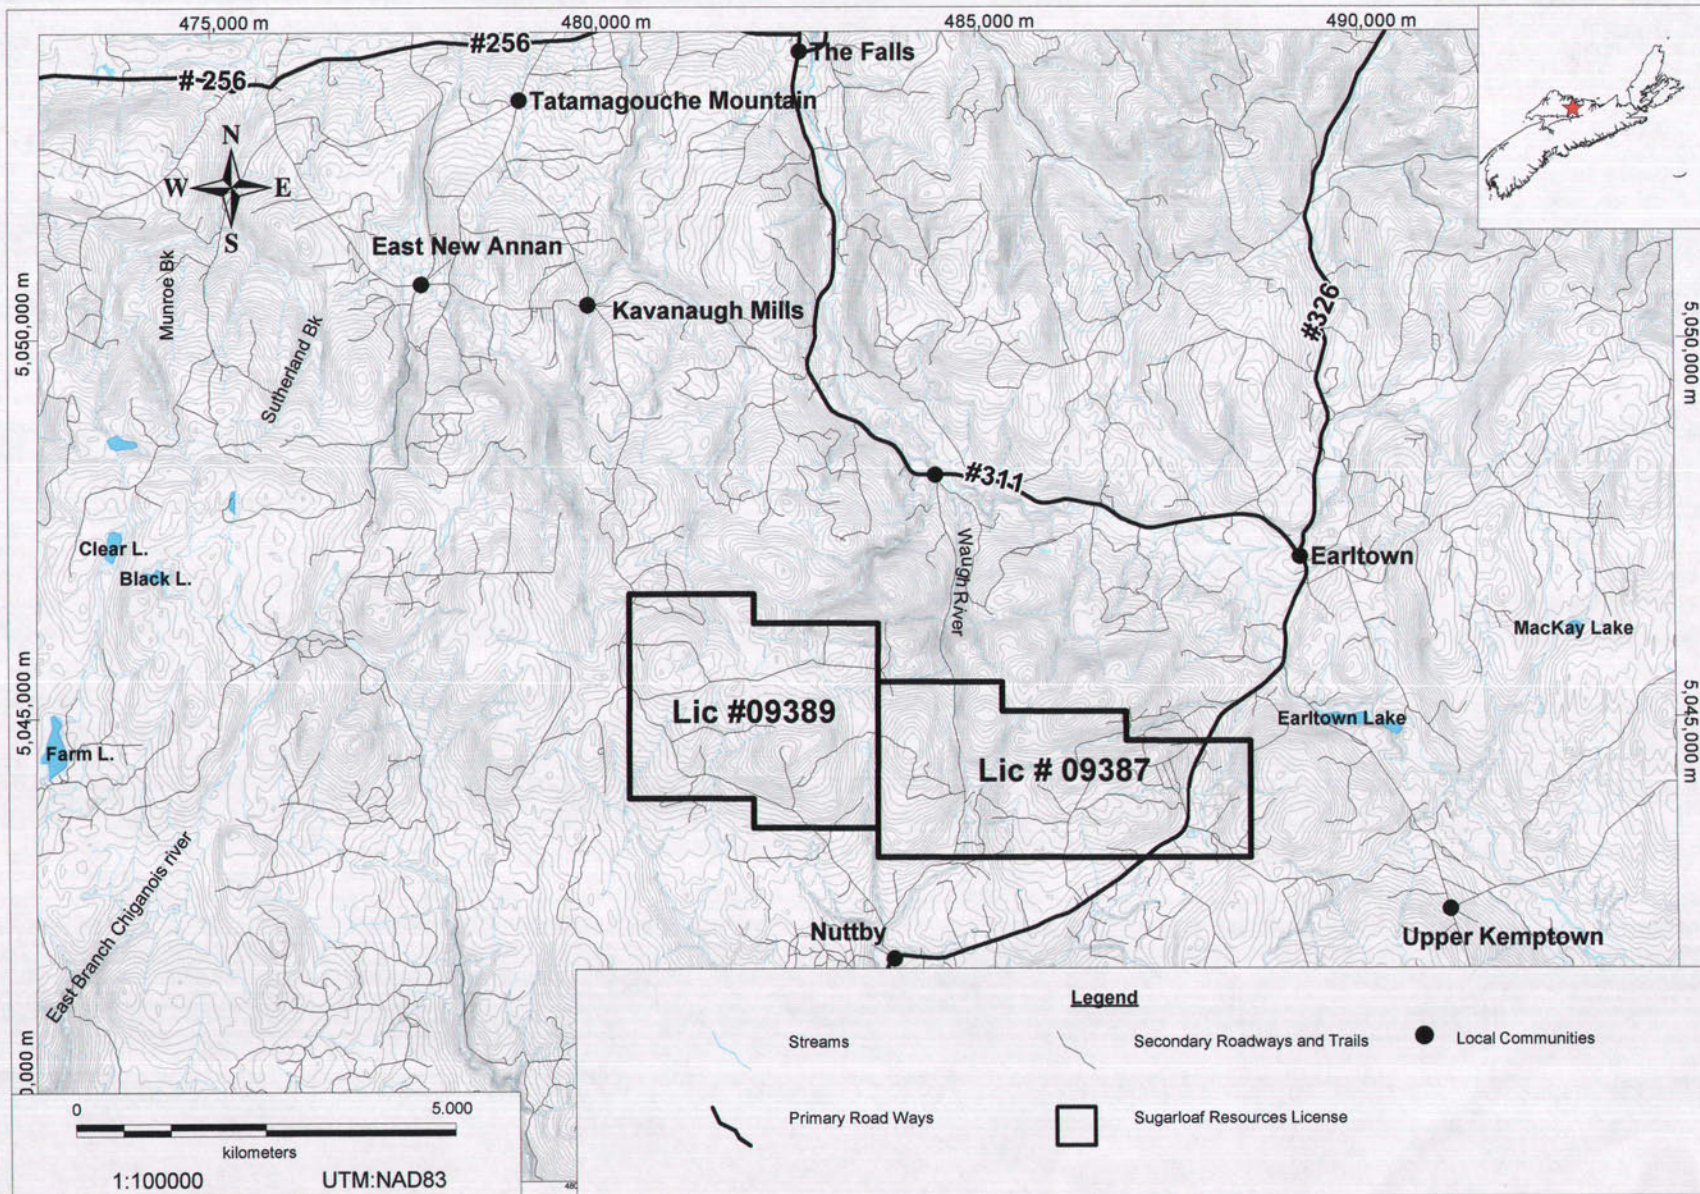 475,000 m
480,000 m
485,000 m
490,000 m
#256
#-256
The Falls
Tatamagouche Mountain
N
W
E
S
East New Annan
Kavanaugh Mills
Munroe Bk
Sutherland Bk
5,050,000 m
5,050,000 m
#326
#311
Earltown
Waugh River
Clear L.
Black L.
MacKay Lake
Lic #09389
Earltown Lake
5,045,000 m
5,045,000 m
Farm L.
Lic # 09387
East Branch Chiganois river
Nuttby
Upper Kemptown
0,000 m
Legend
Streams
Secondary Roadways and Trails
Local Communities
Primary Road Ways
Sugarloaf Resources License
0
5.000
kilometers
1:100000
UTM:NAD83